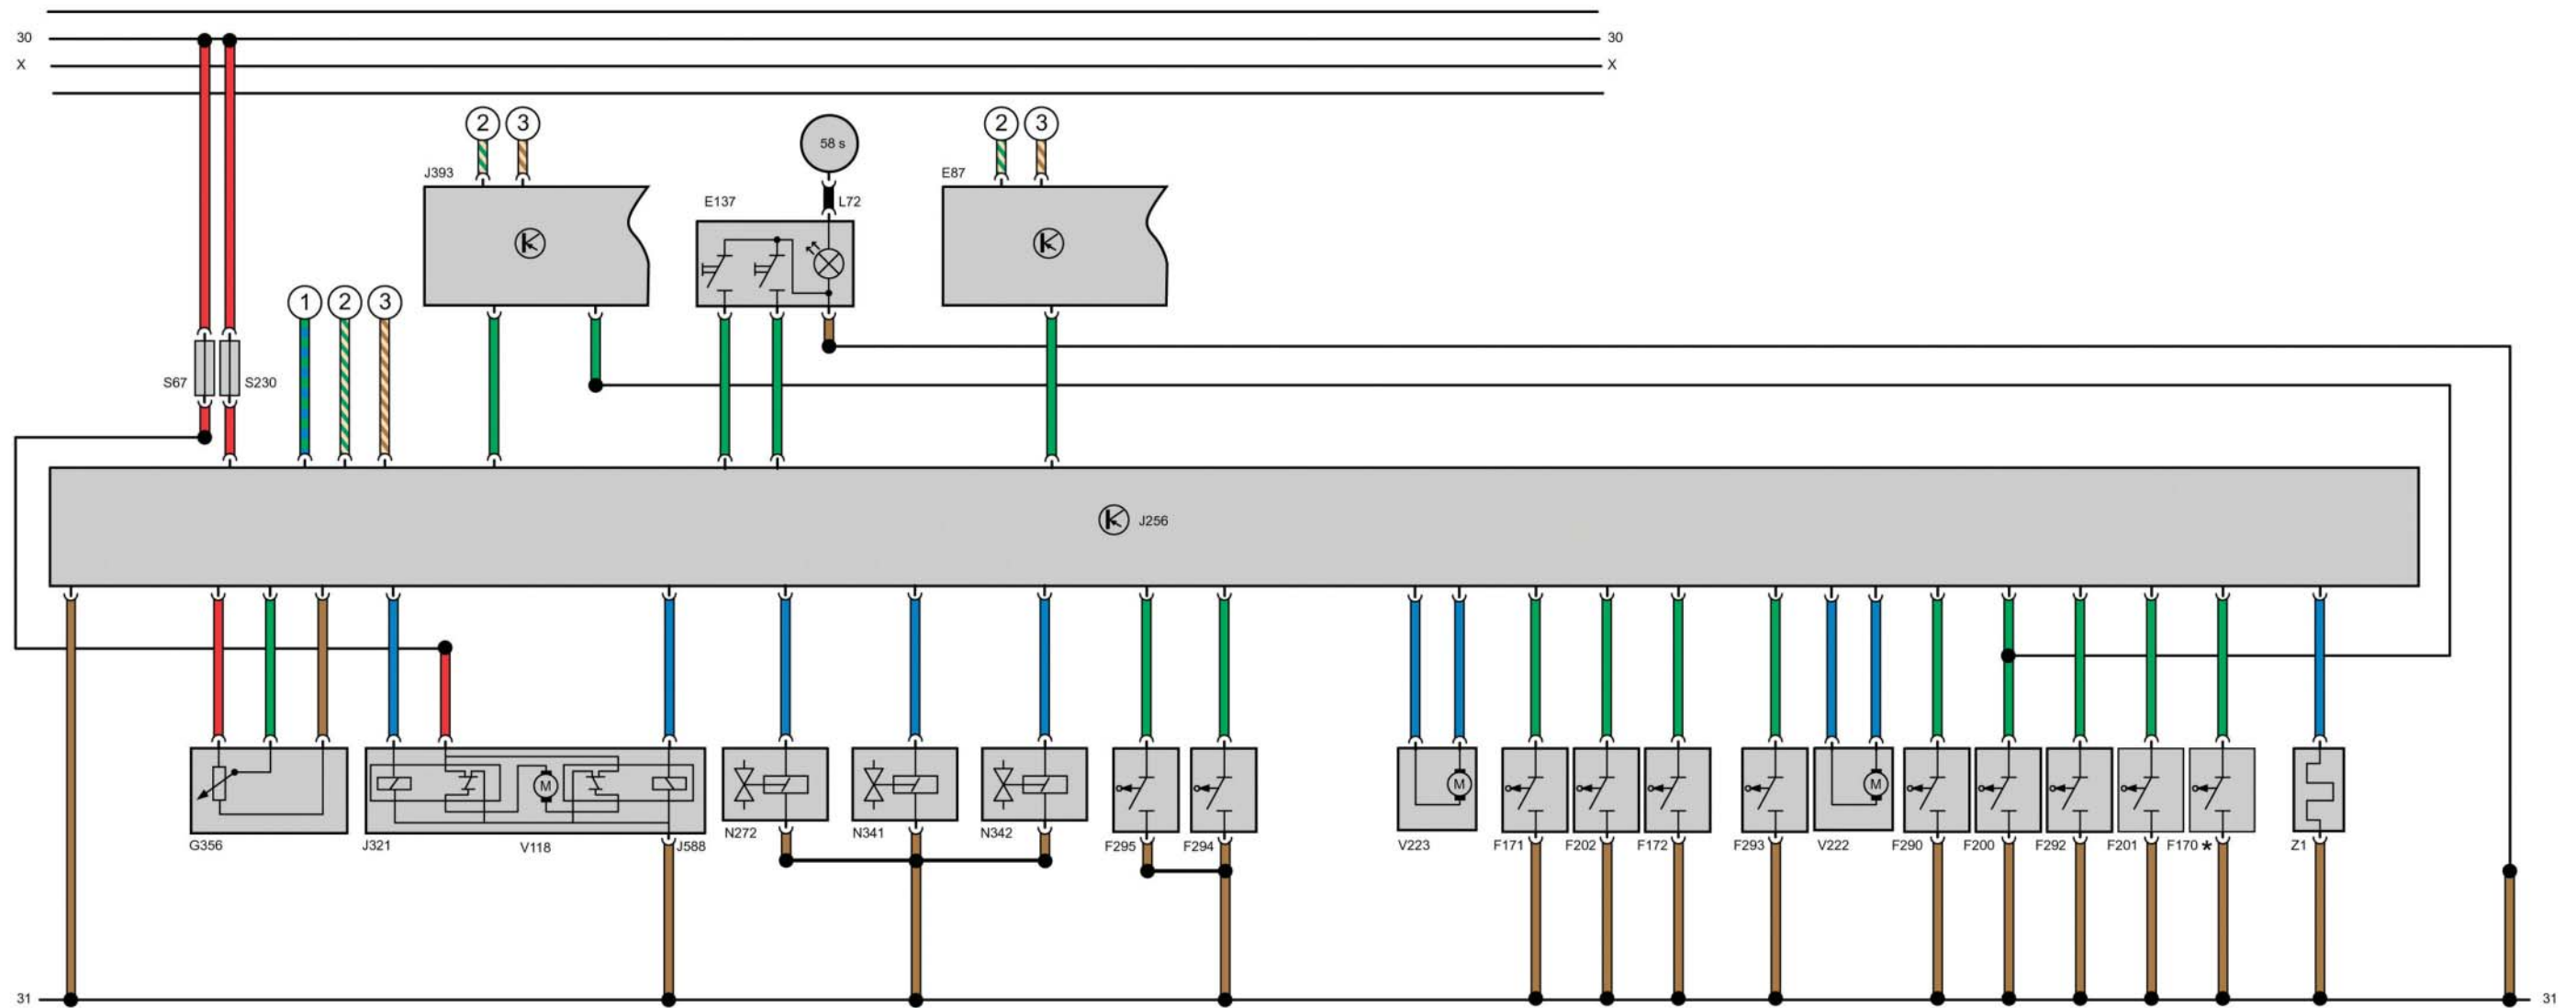 30 30
X X
2 3 58 s 2 3
J393 E87
E137 L72
1 2 3
S67 S230
J256
M M M
N272 N341 N342
G356 J321 V118 J588 F295 F294 V223 F171 F202 F172 F293 V222 F290 F200 F292 F201 F170 * Z1
31 31